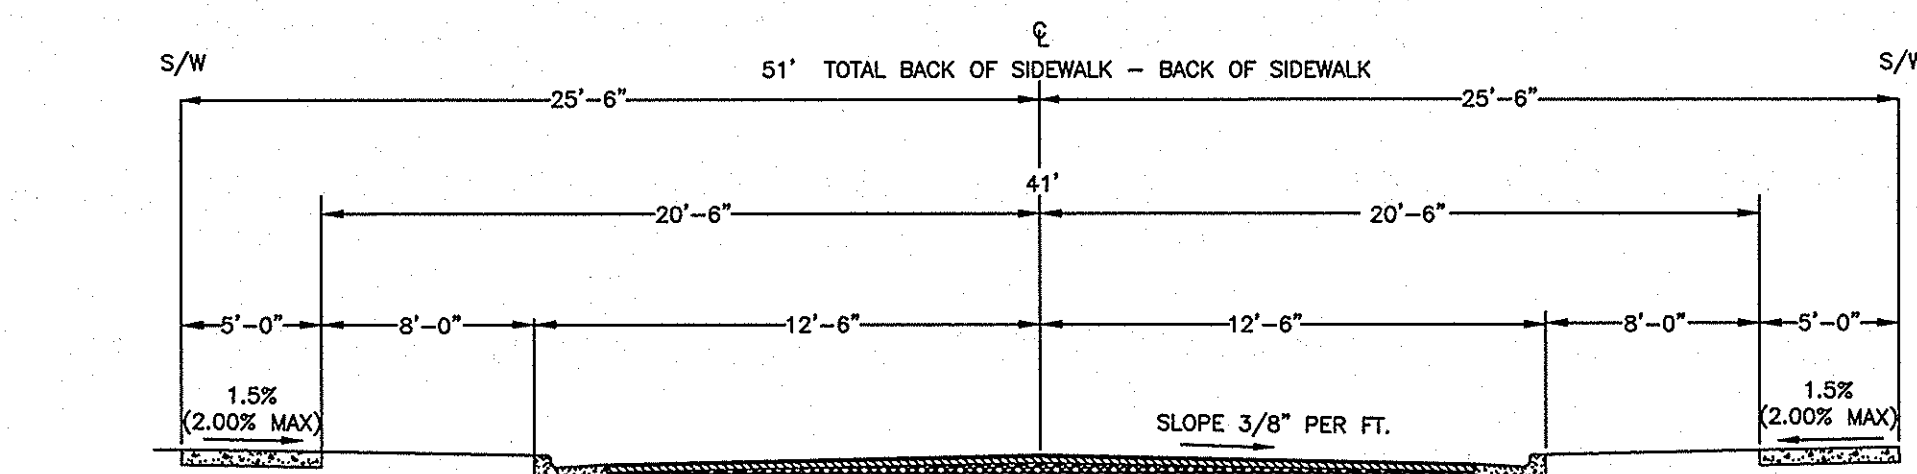 ℄
S/W
51' TOTAL BACK OF SIDEWALK – BACK OF SIDEWALK
S/W
25'–6" 25'–6"
41'
20'–6" 20'–6"
5'–0" 8'–0" 12'–6" 12'–6" 8'–0" 5'–0"
1.5%
(2.00% MAX)
SLOPE 3/8" PER FT.
1.5%
(2.00% MAX)